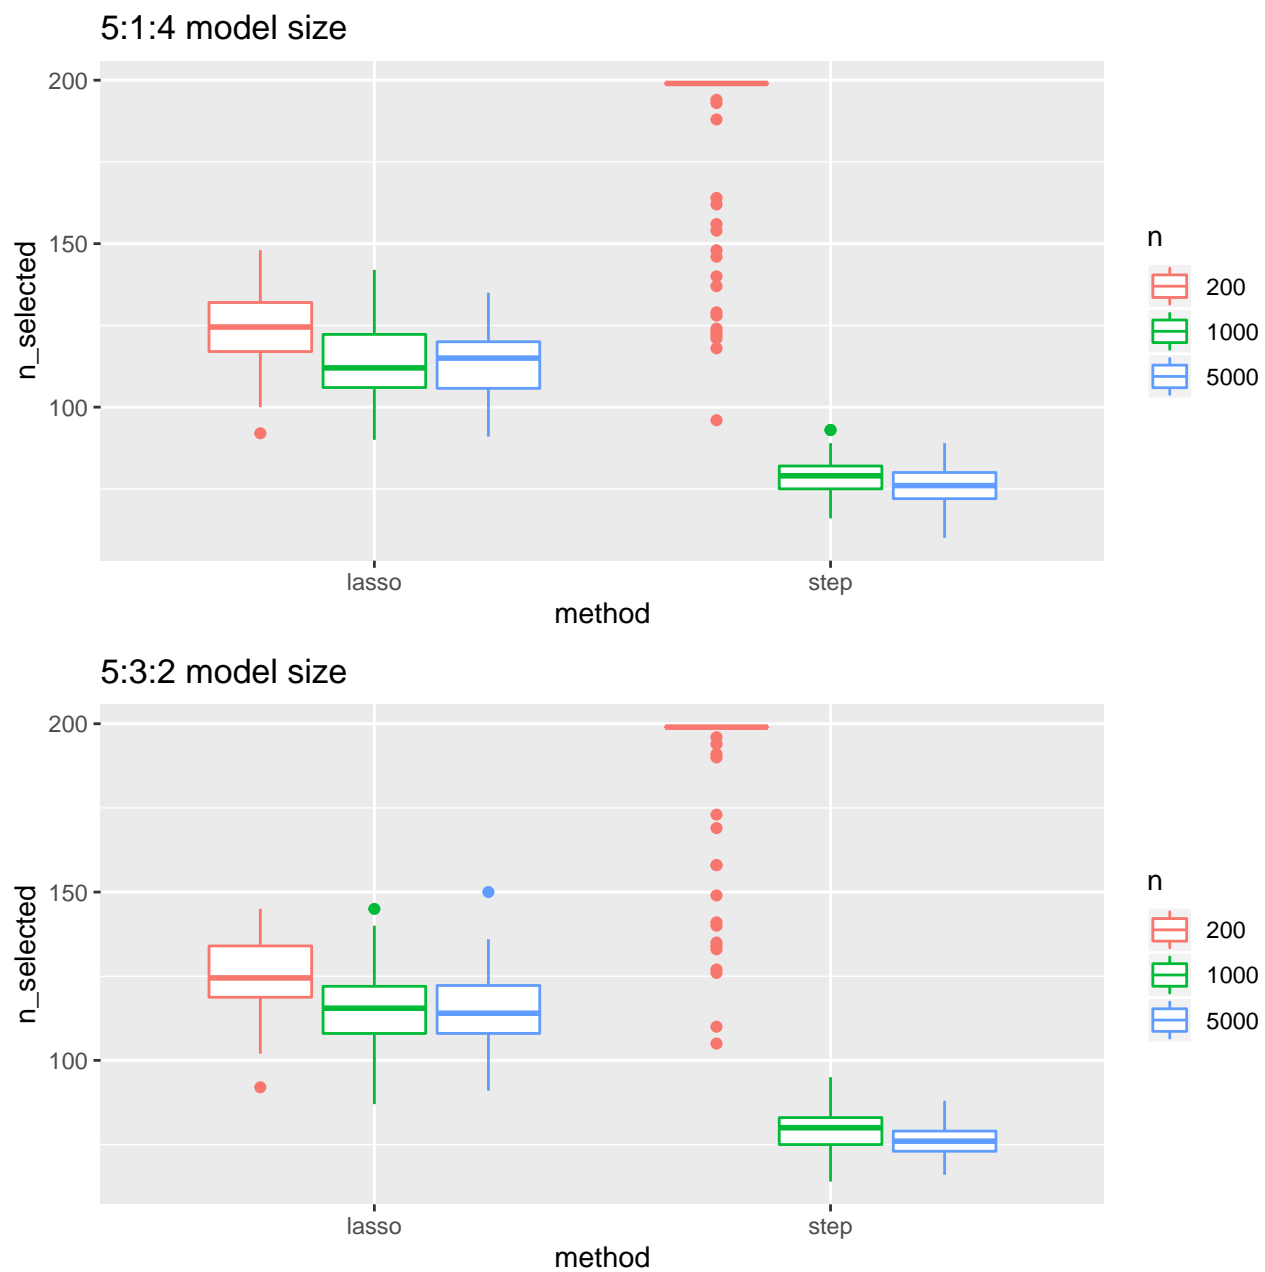 5:1:4 model size
200
150
100
n_selected
lasso
step
method
n
200
1000
5000
5:3:2 model size
200
150
100
n_selected
lasso
step
method
n
200
1000
5000